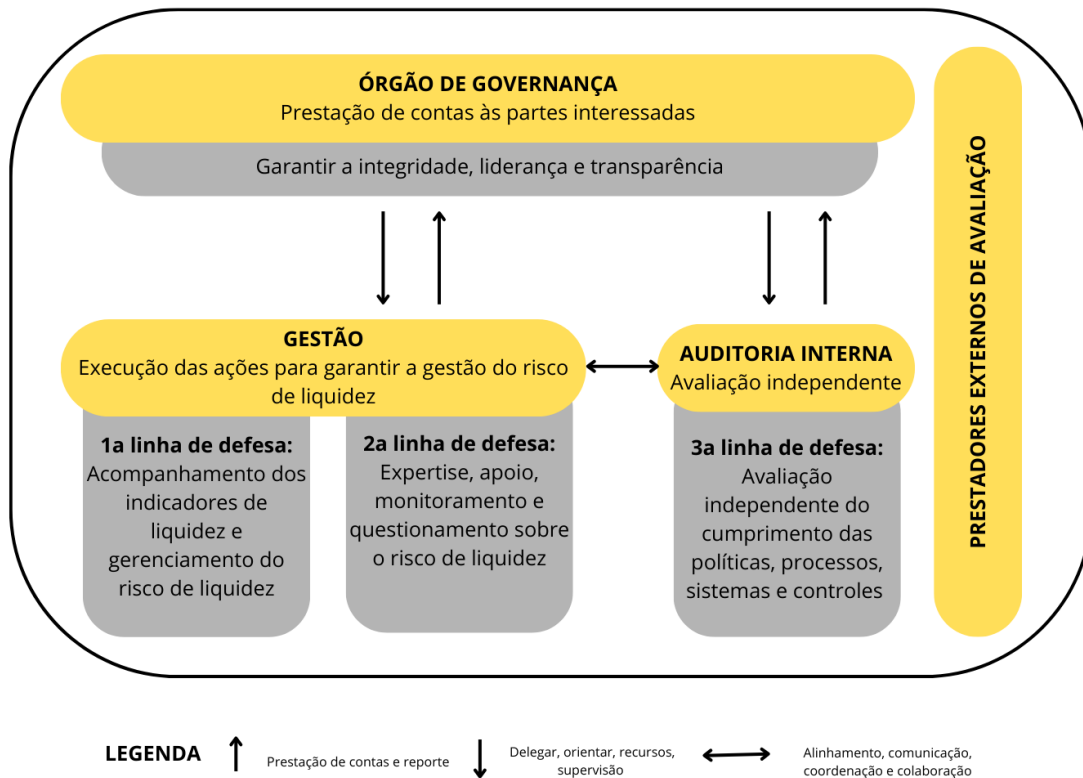 ÓRGÃO DE GOVERNANÇA
Prestação de contas às partes interessadas
Garantir a integridade, liderança e transparência
GESTÃO
Execução das ações para garantir a gestão do risco
de liquidez
1a linha de defesa:
Acompanhamento dos
indicadores de
liquidez e
gerenciamento do
risco de liquidez
2a linha de defesa:
Expertise, apoio,
monitoramento e
questionamento sobre
o risco de liquidez
AUDITORIA INTERNA
Avaliação independente
3a linha de defesa:
Avaliação
independente do
cumprimento das
políticas, processos,
sistemas e controles
PRESTADORES EXTERNOS DE AVALIAÇÃO
LEGENDA
Prestação de contas e reporte
Delegar, orientar, recursos,
supervisão
Alinhamento, comunicação,
coordenação e colaboração